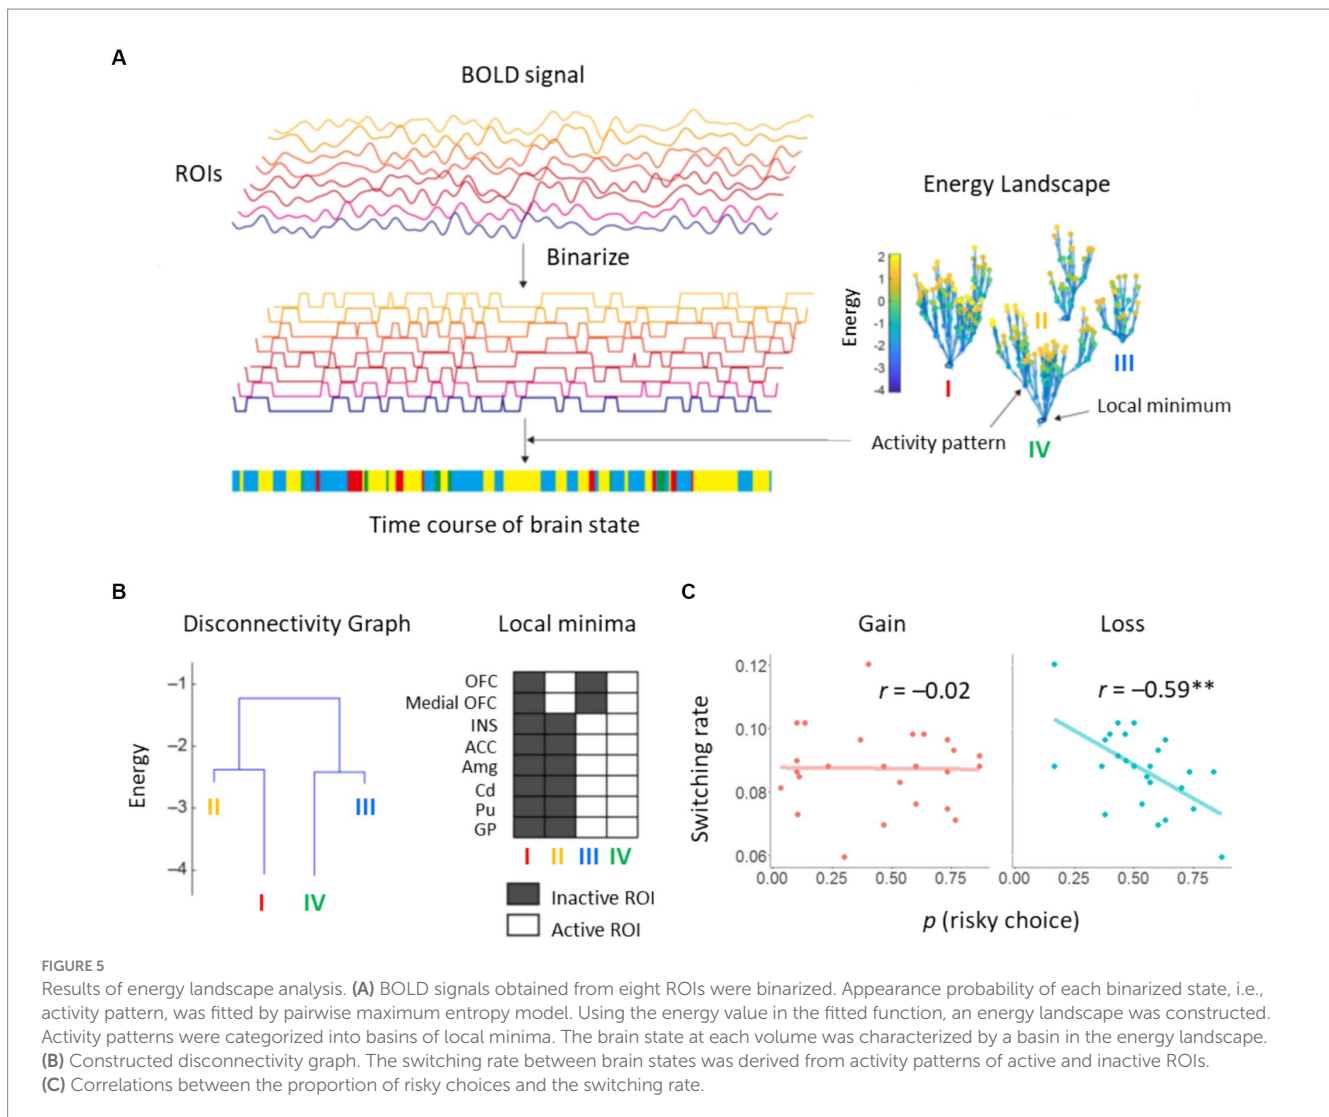 A
BOLD signal
ROIs
Binarize
Time course of brain state
Energy Landscape
Energy
2
1
0
-1
-2
-3
-4
I
II
III
IV
Local minimum
Activity pattern
B
Disconnectivity Graph
Energy
–1
–2
–3
–4
II
III
I
IV
Local minima
OFC
Medial OFC
INS
ACC
Amg
Cd
Pu
GP
I II III IV
Inactive ROI
Active ROI
C
Gain
Loss
Switching rate
0.12
0.10
0.08
0.06
r = –0.02
r = –0.59**
0.00 0.25 0.50 0.75
0.00 0.25 0.50 0.75
p (risky choice)
FIGURE 5
Results of energy landscape analysis. (A) BOLD signals obtained from eight ROIs were binarized. Appearance probability of each binarized state, i.e.,
activity pattern, was fitted by pairwise maximum entropy model. Using the energy value in the fitted function, an energy landscape was constructed.
Activity patterns were categorized into basins of local minima. The brain state at each volume was characterized by a basin in the energy landscape.
(B) Constructed disconnectivity graph. The switching rate between brain states was derived from activity patterns of active and inactive ROIs.
(C) Correlations between the proportion of risky choices and the switching rate.